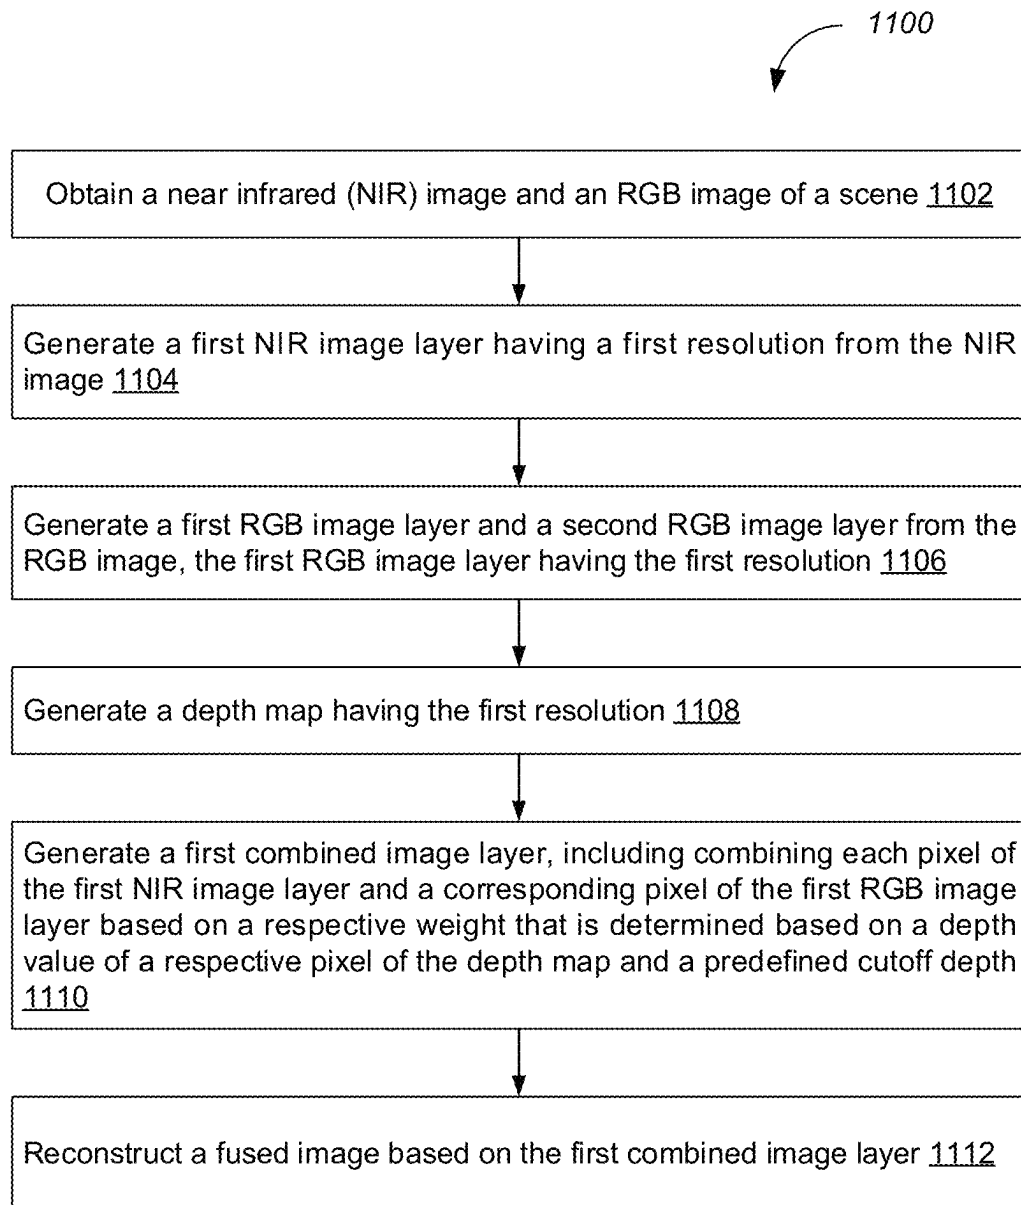 1100
Obtain a near infrared (NIR) image and an RGB image of a scene 1102
Generate a first NIR image layer having a first resolution from the NIR
image 1104
Generate a first RGB image layer and a second RGB image layer from the
RGB image, the first RGB image layer having the first resolution 1106
Generate a depth map having the first resolution 1108
Generate a first combined image layer, including combining each pixel of
the first NIR image layer and a corresponding pixel of the first RGB image
layer based on a respective weight that is determined based on a depth
value of a respective pixel of the depth map and a predefined cutoff depth
1110
Reconstruct a fused image based on the first combined image layer 1112